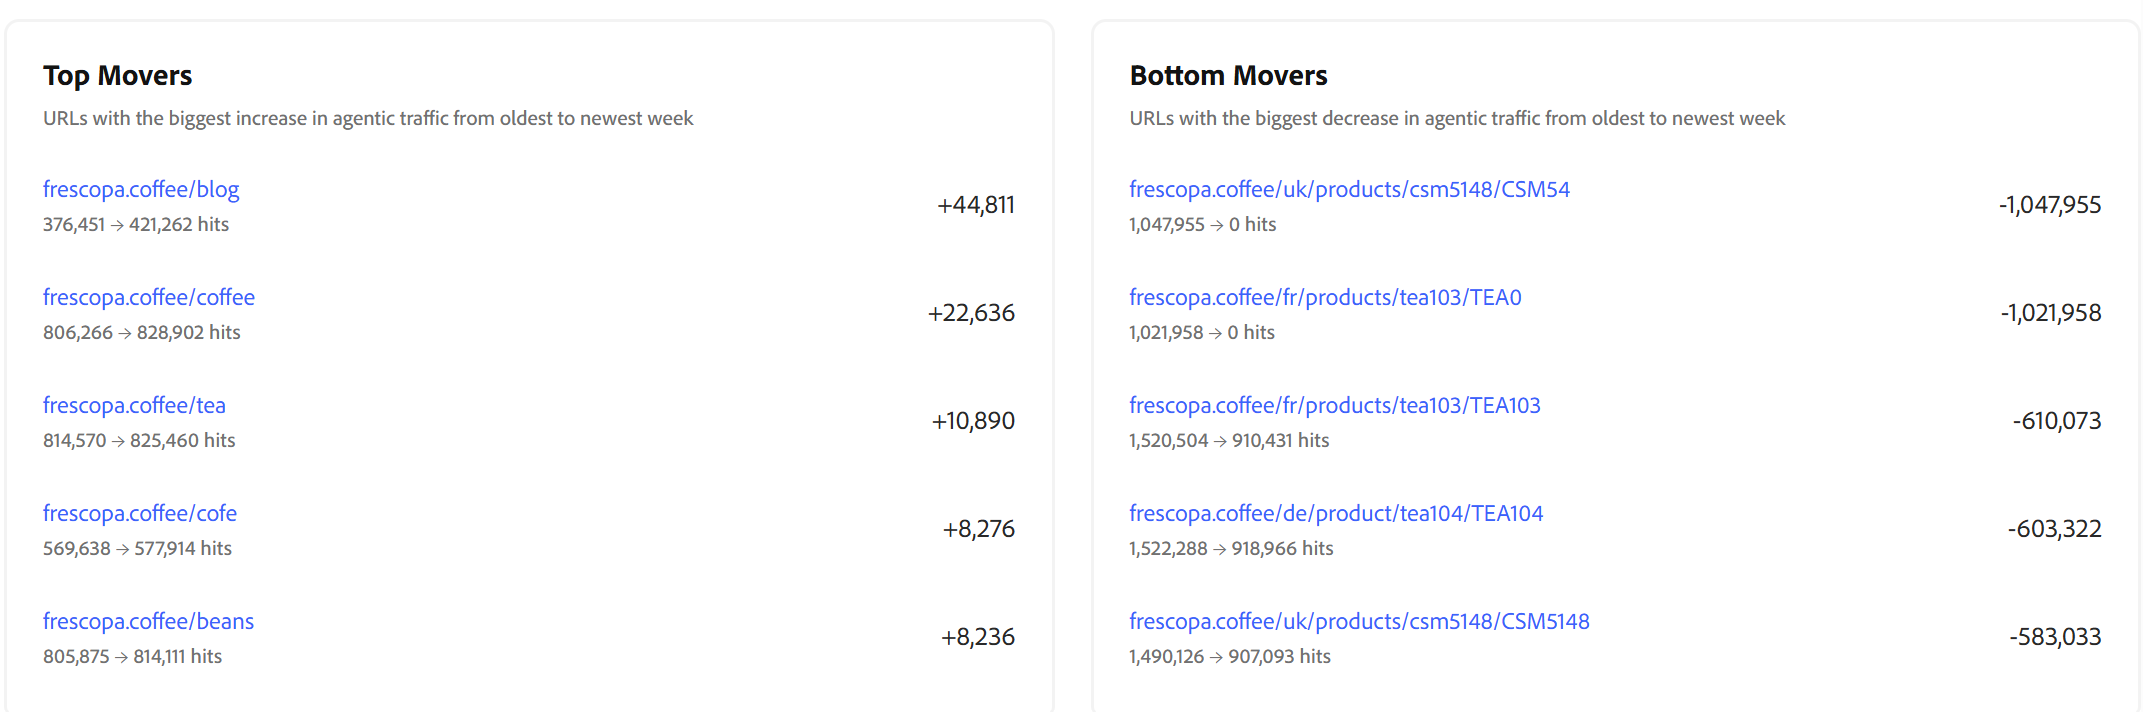 Top Movers
URLs with the biggest increase in agentic traffic from oldest to newest week
frescopa.coffee/blog
376,451 → 421,262 hits
+44,811
frescopa.coffee/coffee
806,266 → 828,902 hits
+22,636
frescopa.coffee/tea
814,570 → 825,460 hits
+10,890
frescopa.coffee/cofe
569,638 → 577,914 hits
+8,276
frescopa.coffee/beans
805,875 → 814,111 hits
+8,236
Bottom Movers
URLs with the biggest decrease in agentic traffic from oldest to newest week
frescopa.coffee/uk/products/csm5148/CSM54
1,047,955 → 0 hits
-1,047,955
frescopa.coffee/fr/products/tea103/TEA0
1,021,958 → 0 hits
-1,021,958
frescopa.coffee/fr/products/tea103/TEA103
1,520,504 → 910,431 hits
-610,073
frescopa.coffee/de/product/tea104/TEA104
1,522,288 → 918,966 hits
-603,322
frescopa.coffee/uk/products/csm5148/CSM5148
1,490,126 → 907,093 hits
-583,033